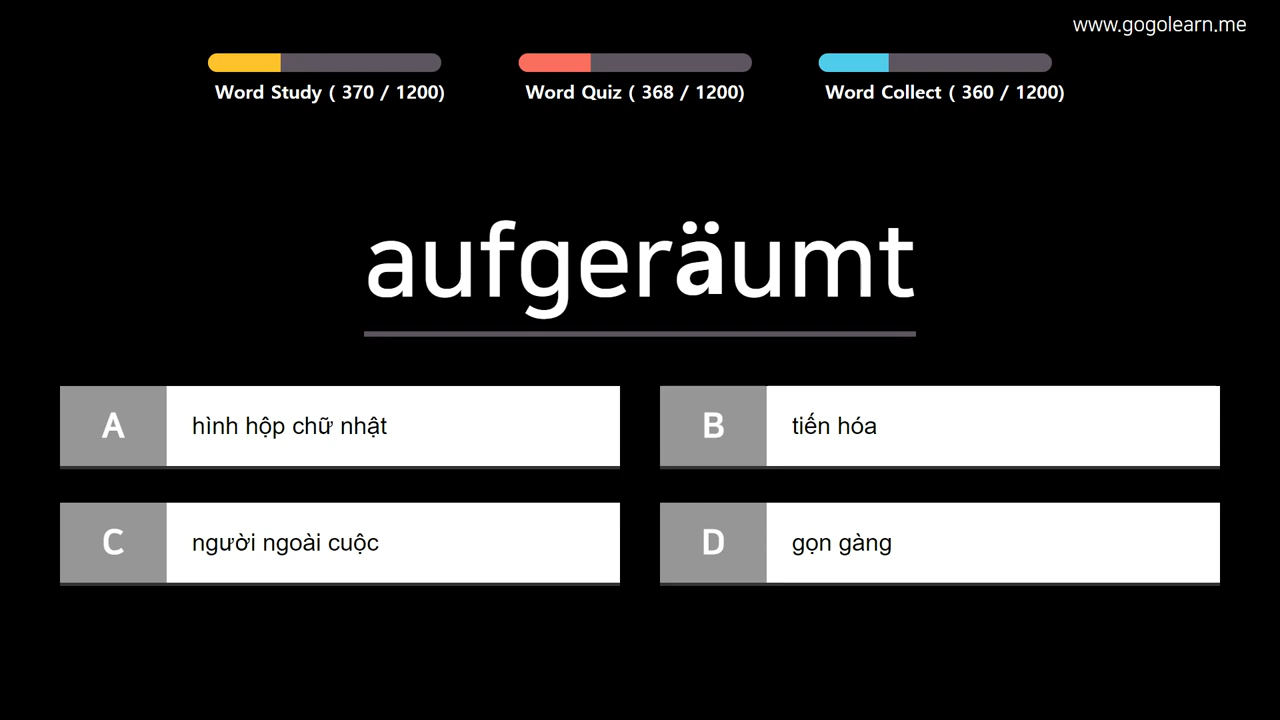 www.gogolearn.me
Word Study ( 370 / 1200)
Word Quiz ( 368 / 1200)
Word Collect ( 360 / 1200)
aufgeräumt
A hình hộp chữ nhật
B tiến hóa
C người ngoài cuộc
D gọn gàng